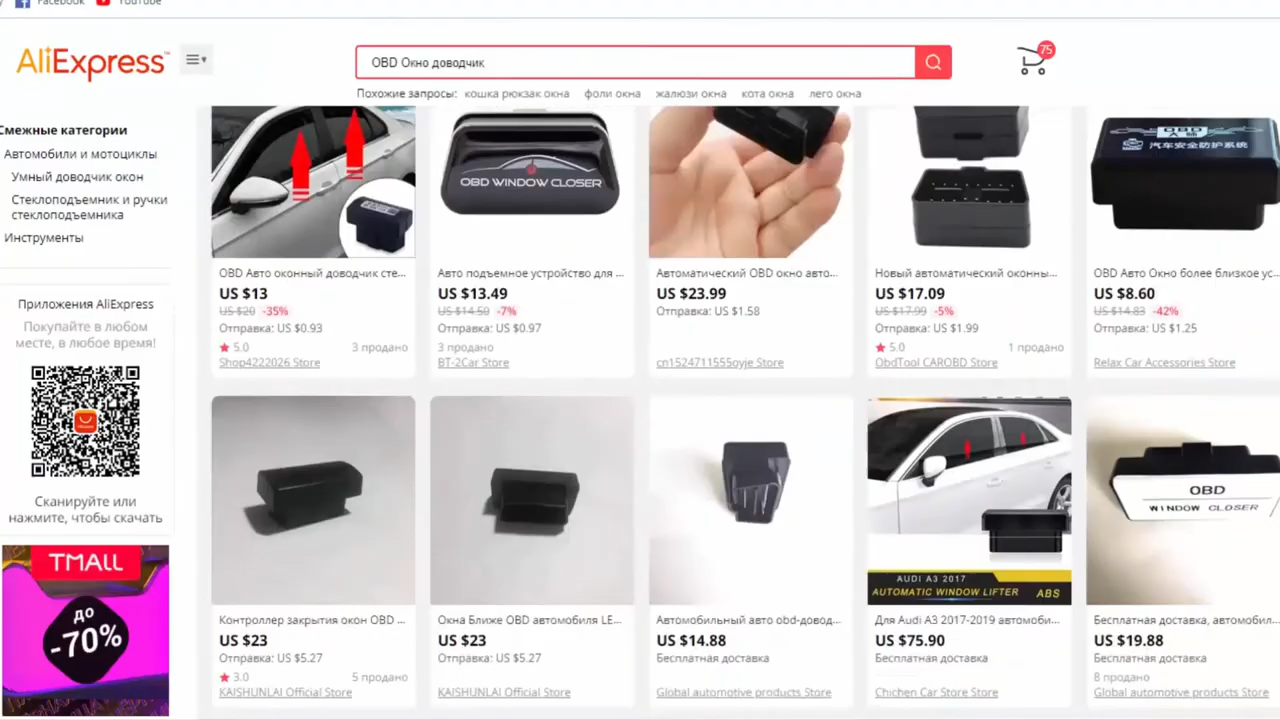 Facebook
YouTube
AliExpress™
OBD Окно доводчик
75
Похожие запросы: кошка рюкзак окна фоли окна жалюзи окна кота окна лего окна
Смежные категории
Автомобили и мотоциклы
Умный доводчик окон
Стеклоподъемник и ручки
стеклоподъемника
Инструменты
Приложения AliExpress
Покупайте в любом
месте, в любое время!
Сканируйте или
нажмите, чтобы скачать
TMALL
до
-70%
OBD WINDOW CLOSER
OBD
汽车安全防护系统
OBD Авто оконный доводчик сте...
US $13
US $20 -35%
Отправка: US $0.93
5.0 3 продано
Shop4222026 Store
Авто подъемное устройство для ...
US $13.49
US $14.50 -7%
Отправка: US $0.97
3 продано
BT-2Car Store
Автоматический OBD окно авто...
US $23.99
Отправка: US $1.58
cn1524711555oyje Store
Новый автоматический оконны...
US $17.09
US $17.99 -5%
Отправка: US $1.99
5.0 1 продано
ObdTool CAROBD Store
OBD Авто Окно более близкое ус...
US $8.60
US $14.83 -42%
Отправка: US $1.25
Relax Car Accessories Store
AUDI A3 2017
AUTOMATIC WINDOW LIFTER ABS
OBD
WINDOW CLOSER
Контроллер закрытия окон OBD ...
US $23
Отправка: US $5.27
3.0 5 продано
KAISHUNLAI Official Store
Окна Ближе OBD автомобиля LE...
US $23
Отправка: US $5.27
KAISHUNLAI Official Store
Автомобильный авто obd-довод...
US $14.88
Бесплатная доставка
Global automotive products Store
Для Audi A3 2017-2019 автомоби...
US $75.90
Бесплатная доставка
Chichen Car Store Store
Бесплатная доставка, автомобил...
US $19.88
Бесплатная доставка
8 продано
Global automotive products Store